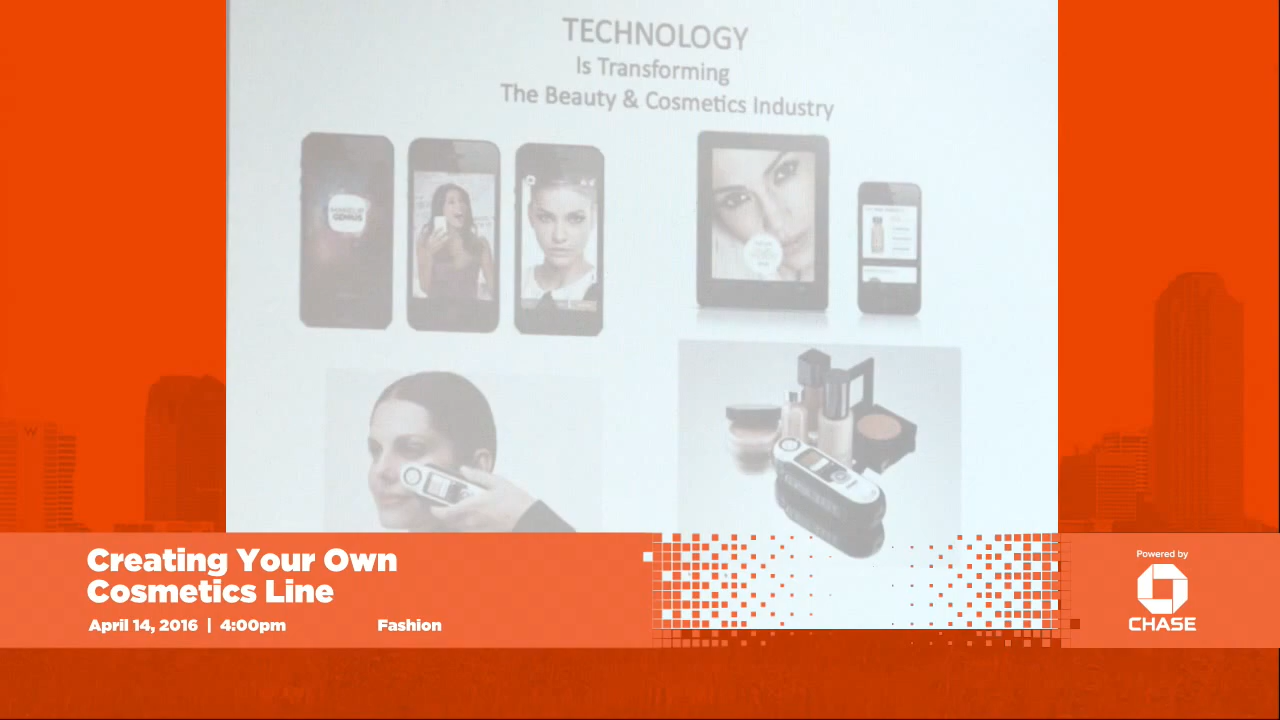 TECHNOLOGY
Is Transforming
The Beauty & Cosmetics Industry
GENIUS
Creating Your Own
Cosmetics Line
April 14, 2016 | 4:00pm
Fashion
Powered by
CHASE